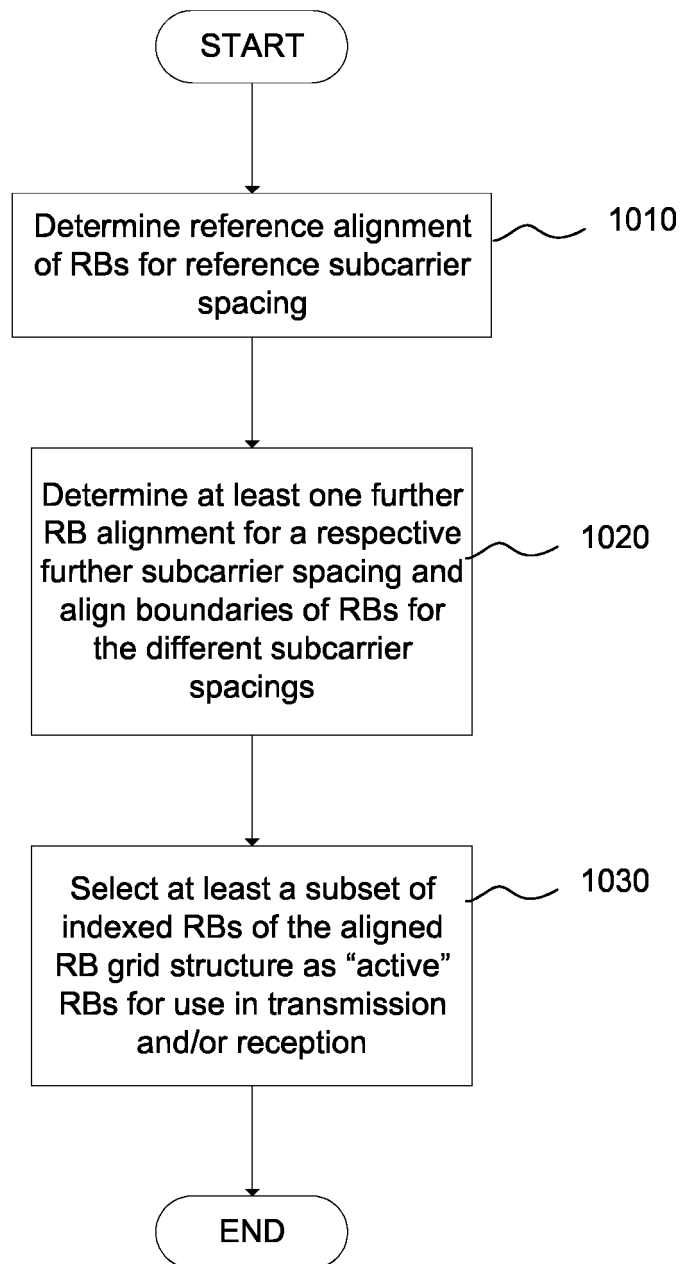 START
Determine reference alignment
of RBs for reference subcarrier
spacing
1010
Determine at least one further
RB alignment for a respective
further subcarrier spacing and
align boundaries of RBs for
the different subcarrier
spacings
1020
Select at least a subset of
indexed RBs of the aligned
RB grid structure as “active”
RBs for use in transmission
and/or reception
1030
END